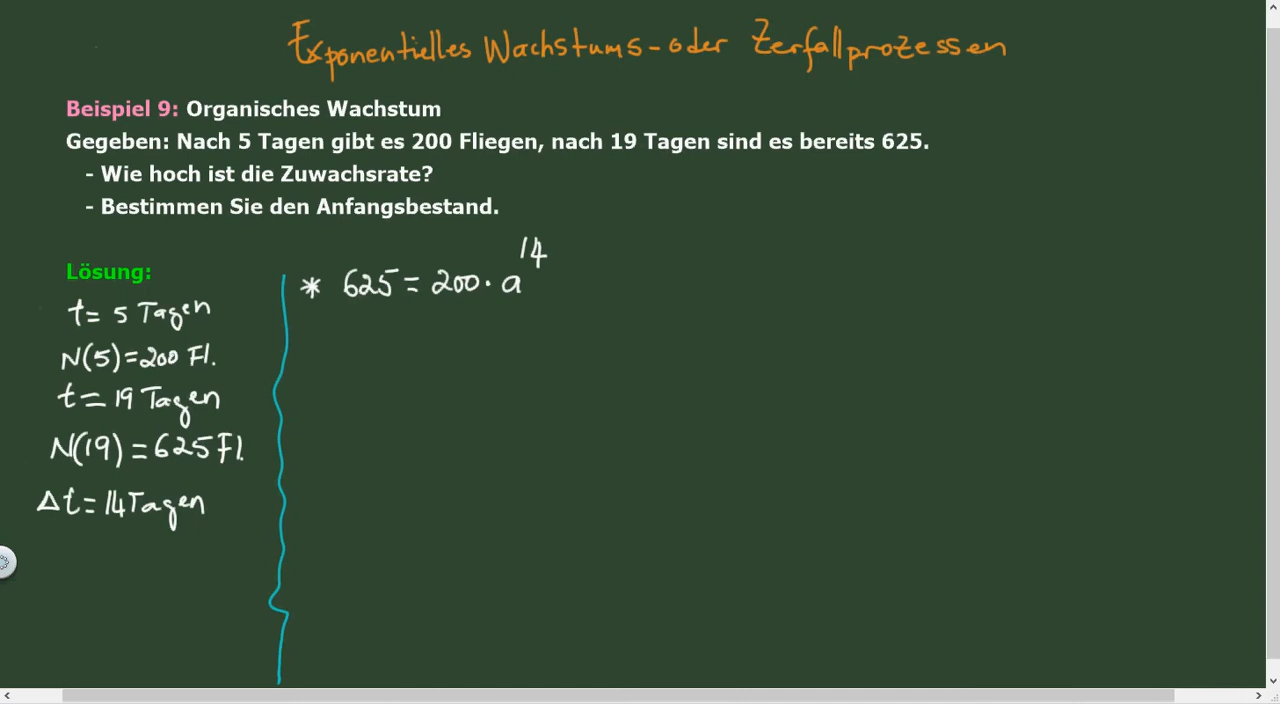 Exponentielles Wachstums-oder Zerfallprozessen
Beispiel 9: Organisches Wachstum
Gegeben: Nach 5 Tagen gibt es 200 Fliegen, nach 19 Tagen sind es bereits 625.
- Wie hoch ist die Zuwachsrate?
- Bestimmen Sie den Anfangsbestand.
Lösung:
t= 5 Tagen
N(5)=200 Fl.
t= 19 Tagen
N(19)=625 Fl.
Δt=14 Tagen
* 625=200·a^14